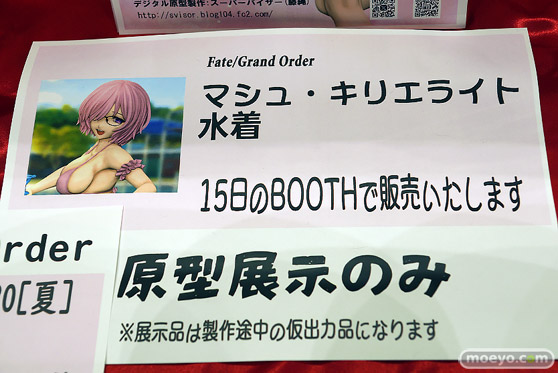 デジタル原型製作:スーパーバイザー(藤縄)
http://svisor.blog104.fc2.com/
Fate/Grand Order
マシュ・キリエライト
水着
15日のBOOTHで販売いたします
Order
[夏]
原型展示のみ
※展示品は製作途中の仮出力品になります
moeyo.com